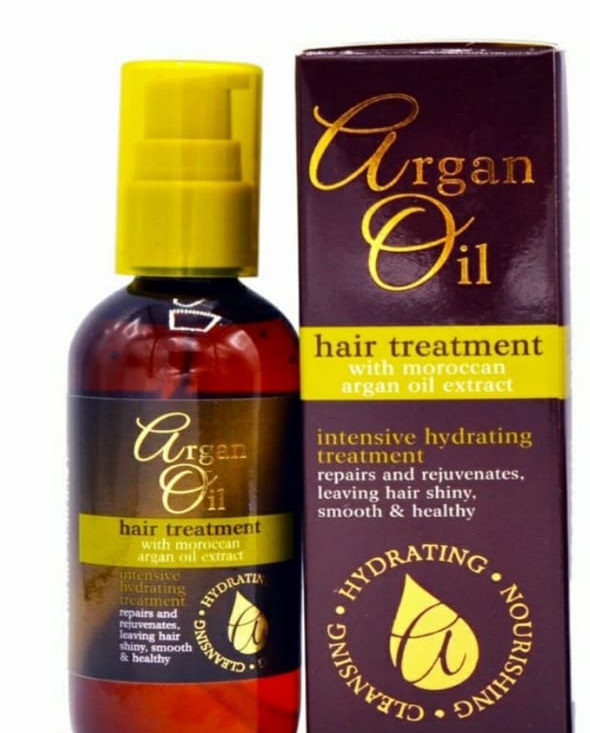 Argan
Oil
hair treatment
with moroccan
argan oil extract
intensive hydrating
treatment
repairs and rejuvenates,
leaving hair shiny,
smooth & healthy
HYDRATING • NOURISHING • CLEANSING •
a
Argan
Oil
hair treatment
with moroccan
argan oil extract
intensive
hydrating
treatment
repairs and
rejuvenates,
leaving hair
shiny, smooth
& healthy
CLEANSING • HYDRATIN
a